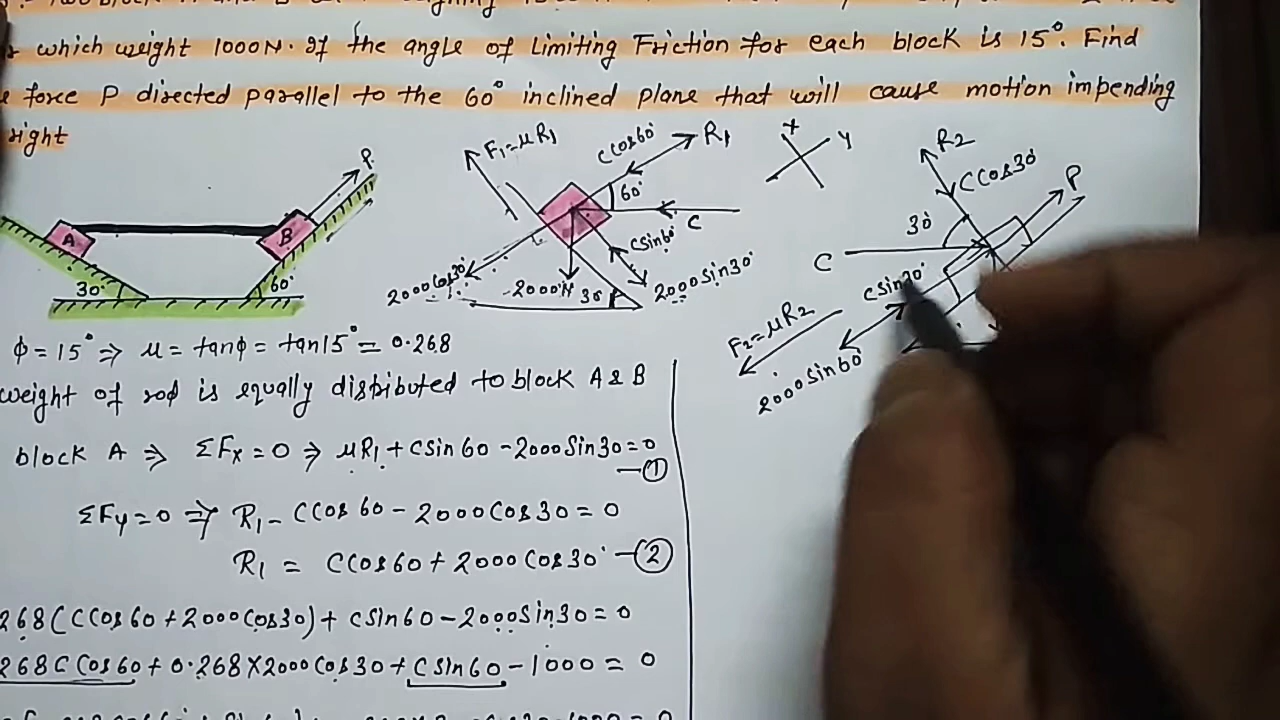 which weight 1000N. If the angle of Limiting Friction for each block is 15°. Find
force P directed parallel to the 60° inclined plane that will cause motion impending
right
A
B
P
30°
60°
F₁=μR₁
CCos60°
R₁
60°
C
Csin60°
2000Cos30°
2000N
30
2000Sin30°
x
y
R2
CCos30°
P
30°
C
Csin30°
F₂=μR₂
2000Sin60°
Φ=15° ⇒ μ = tanΦ = tan15° = 0.268
weight of rod is equally distributed to block A & B
block A ⇒ ΣFx=0 ⇒ μR₁+Csin60-2000Sin30=0
—①
ΣFy=0 ⇒ R₁ - CCos60 - 2000Cos30 = 0
R₁ = CCos60 + 2000Cos30° —②
268(CCos60+2000Cos30) + Csin60-2000Sin30=0
268CCos60 + 0.268×2000Cos30 + Csin60 - 1000 = 0